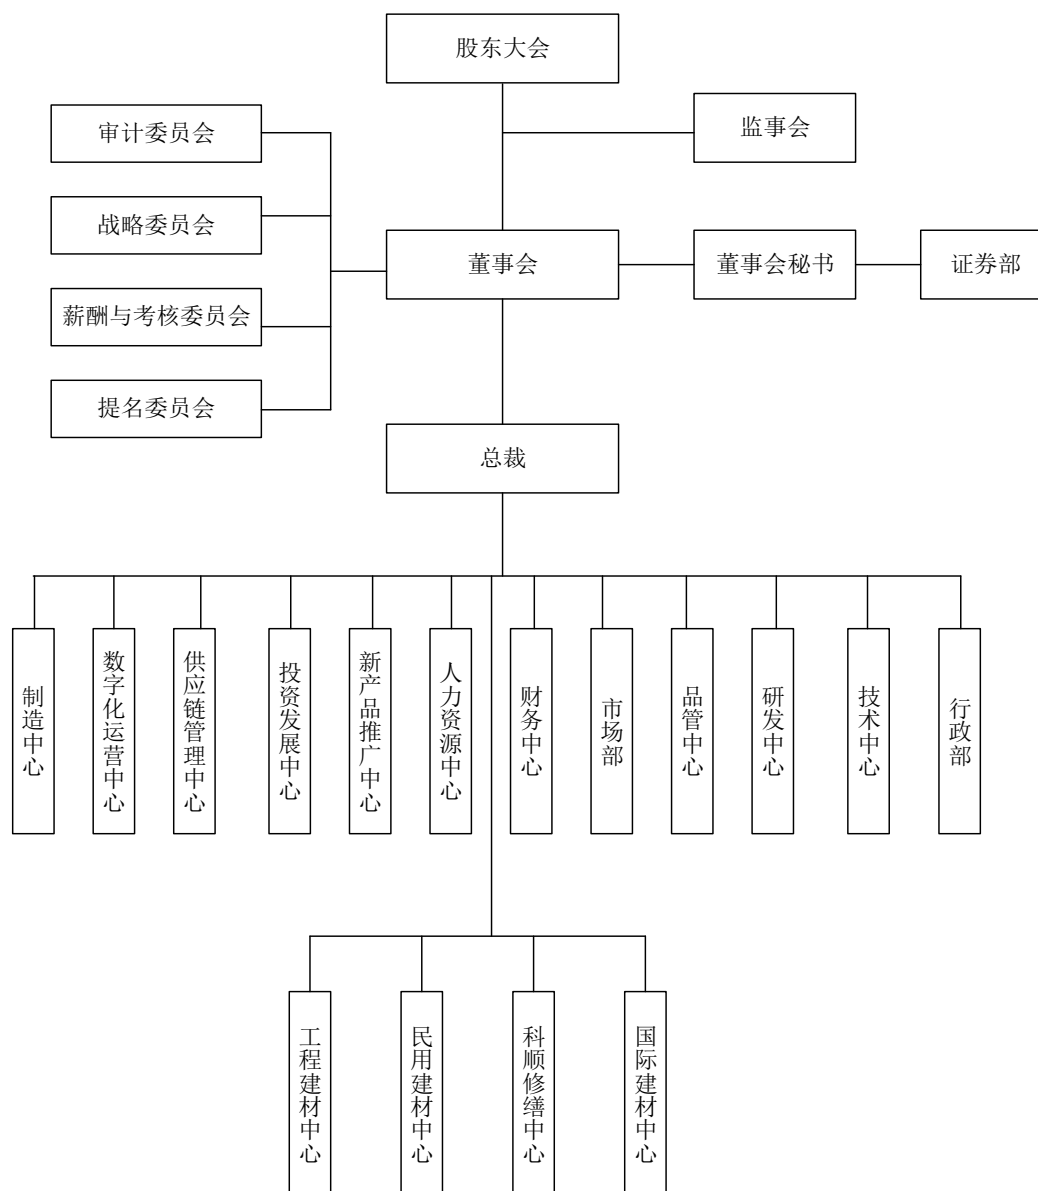 股东大会
监事会
审计委员会
战略委员会
薪酬与考核委员会
提名委员会
董事会
董事会秘书
证券部
总裁
制造中心
数字化运营中心
供应链管理中心
投资发展中心
新产品推广中心
人力资源中心
财务中心
市场部
品管中心
研发中心
技术中心
行政部
工程建材中心
民用建材中心
科顺修缮中心
国际建材中心